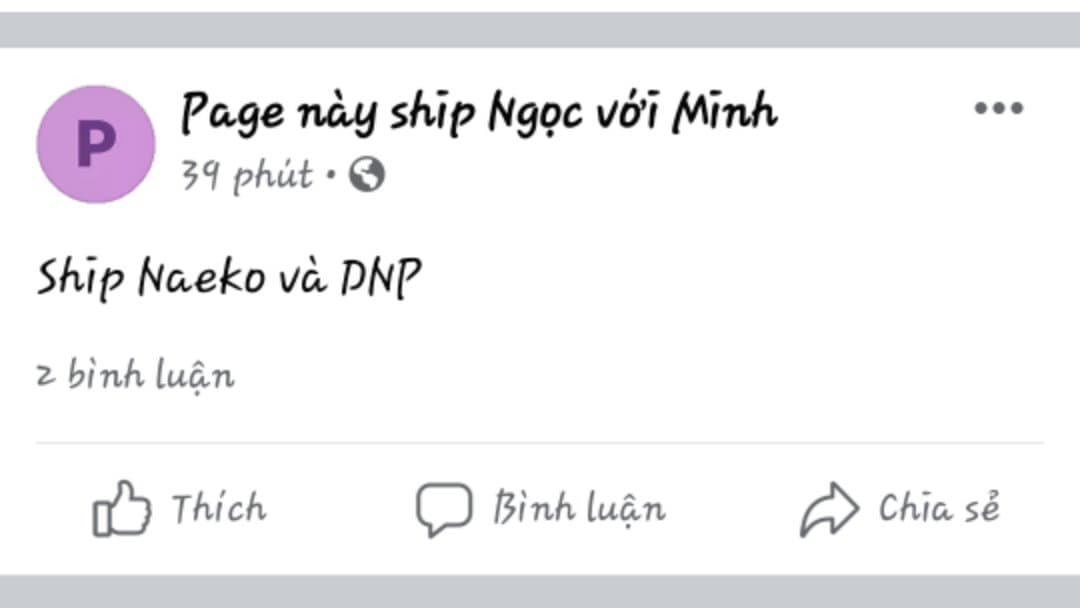 P
Page này ship Ngọc với Minh
39 phút •
Ship Naeko và DNP
2 bình luận
Thích
Bình luận
Chia sẻ